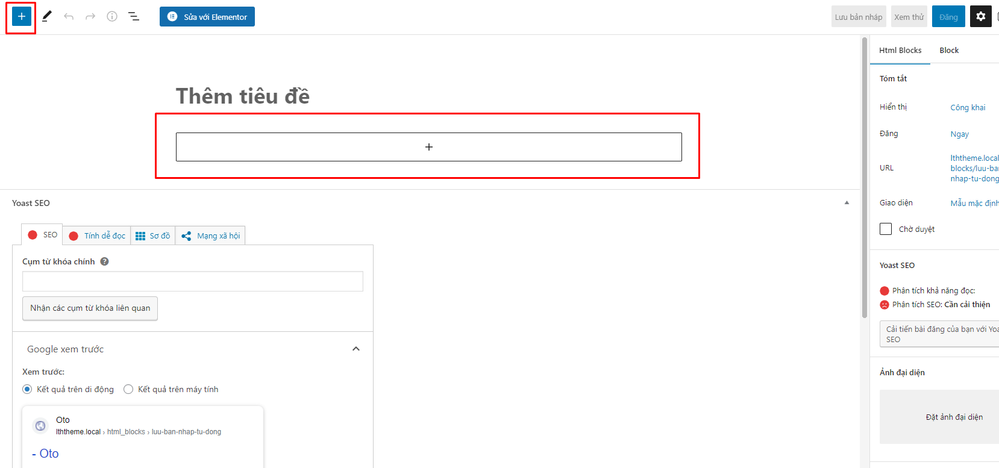 Sửa với Elementor
Lưu bản nháp
Xem thử
Đăng
Html Blocks
Block
Thêm tiêu đề
Tóm tắt
Hiển thị
Công khai
Đăng
Ngay
URL
lththeme.local
blocks/luu-ba
nhap-tu-dong
Giao diện
Mẫu mặc định
Chờ duyệt
Yoast SEO
SEO
Tính dễ đọc
Sơ đồ
Mạng xã hội
Cụm từ khóa chính
Nhận các cụm từ khóa liên quan
Google xem trước
Xem trước:
Kết quả trên di động
Kết quả trên máy tính
Oto
lththeme.local › html_blocks › luu-ban-nhap-tu-dong
- Oto
Yoast SEO
Phân tích khả năng đọc:
Phân tích SEO: Cần cải thiện
Cải tiến bài đăng của bạn với Yoa
SEO
Ảnh đại diện
Đặt ảnh đại diện